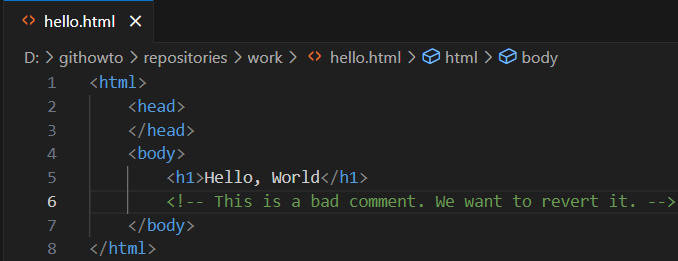 <> hello.html ×
D: > githowto > repositories > work > <> hello.html > html > body
1 <html>
2     <head>
3     </head>
4     <body>
5         <h1>Hello, World</h1>
6         <!-- This is a bad comment. We want to revert it. -->
7     </body>
8 </html>